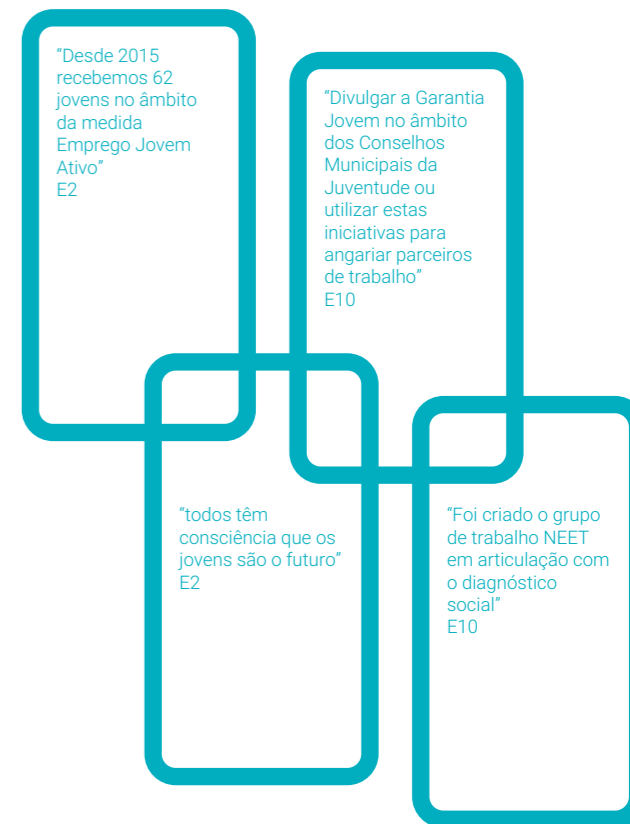 “Desde 2015
recebemos 62
jovens no âmbito
da medida
Emprego Jovem
Ativo”
E2
“Divulgar a Garantia
Jovem no âmbito
dos Conselhos
Municipais da
Juventude ou
utilizar estas
iniciativas para
angariar parceiros
de trabalho”
E10
“todos têm
consciência que os
jovens são o futuro”
E2
“Foi criado o grupo
de trabalho NEET
em articulação com
o diagnóstico
social”
E10